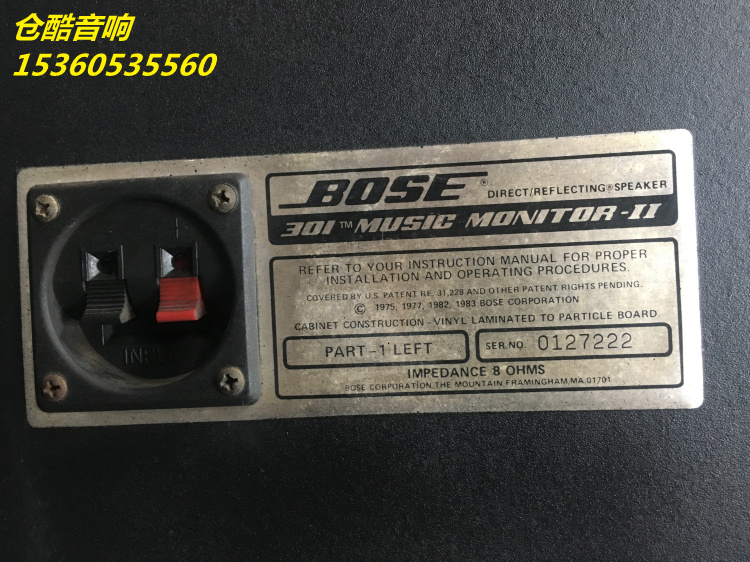 仓酷音响
15360535560
BOSE® DIRECT/REFLECTING® SPEAKER
301™ MUSIC MONITOR-II
REFER TO YOUR INSTRUCTION MANUAL FOR PROPER
INSTALLATION AND OPERATING PROCEDURES.
COVERED BY U.S. PATENT RE. 31,228 AND OTHER PATENT RIGHTS PENDING.
© 1975, 1977, 1982, 1983 BOSE CORPORATION
CABINET CONSTRUCTION - VINYL LAMINATED TO PARTICLE BOARD.
PART-1 LEFT
SER.NO. 0127222
IMPEDANCE 8 OHMS
BOSE CORPORATION, THE MOUNTAIN FRAMINGHAM, MA. 01701